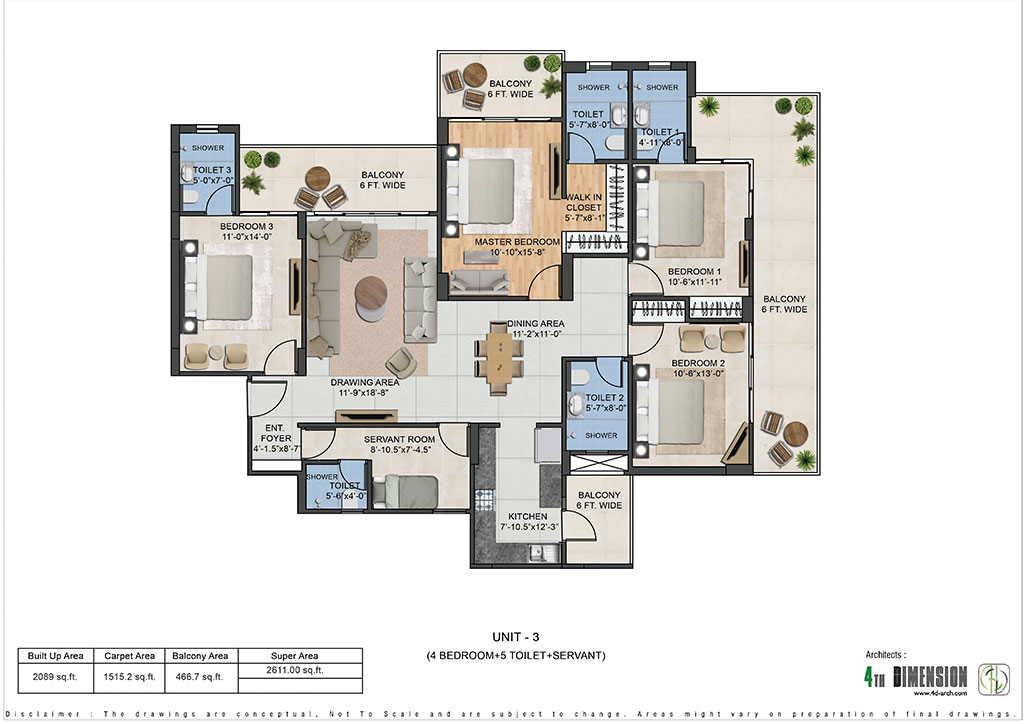 BALCONY
6 FT. WIDE
SHOWER
TOILET
5'-7"x8'-0"
SHOWER
TOILET 1
4'-11"x8'-0"
SHOWER
TOILET 3
5'-0"x7'-0"
BALCONY
6 FT. WIDE
WALK IN
CLOSET
5'-7"x8'-1"
BEDROOM 3
11'-0"x14'-0"
MASTER BEDROOM
10'-10"x15'-8"
BEDROOM 1
10'-6"x11'-11"
BALCONY
6 FT. WIDE
DINING AREA
11'-2"x11'-0"
BEDROOM 2
10'-6"x13'-0"
DRAWING AREA
11'-9"x18'-8"
TOILET 2
5'-7"x8'-0"
SHOWER
ENT.
FOYER
4'-1.5"x8'-7"
SERVANT ROOM
8'-10.5"x7'-4.5"
SHOWER
TOILET
5'-6"x4'-0"
BALCONY
6 FT. WIDE
KITCHEN
7'-10.5"x12'-3"
UNIT - 3
(4 BEDROOM+5 TOILET+SERVANT)
Built Up Area Carpet Area Balcony Area Super Area
2089 sq.ft. 1515.2 sq.ft. 466.7 sq.ft. 2611.00 sq.ft.
Architects :
4TH DIMENSION
www.4d-arch.com
Disclaimer : The drawings are conceptual, Not To Scale and are subject to change. Areas might vary on preparation of final drawings.